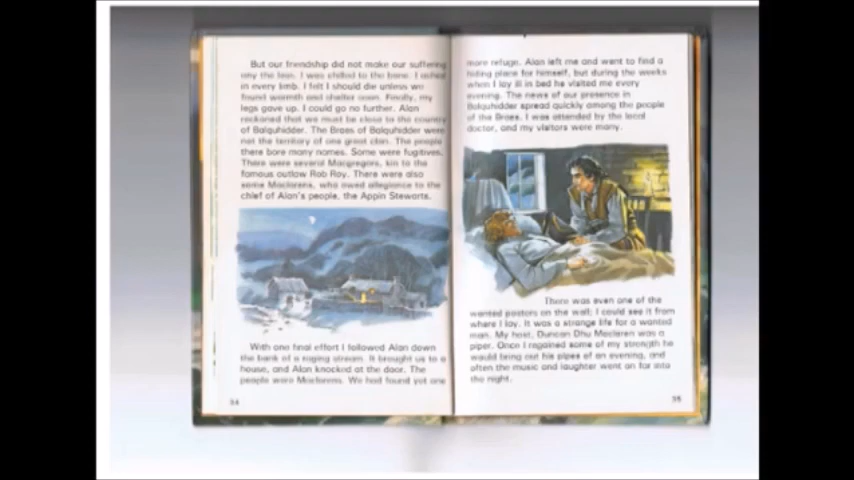 But our friendship did not make our suffering
any the less. I was chilled to the bone. I ached
in every limb. I felt I should die unless we
found warmth and shelter soon. Finally, my
legs gave up. I could go no further. Alan
reckoned that we must be close to the country
of Balquhidder. The Braes of Balquhidder were
not the territory of one great clan. The people
there bore many names. Some were fugitives.
There were several Macgregors, kin to the
famous outlaw Rob Roy. There were also
some Maclarens, who owed allegiance to the
chief of Alan's people, the Appin Stewarts.
With one final effort I followed Alan down
the bank of a raging stream. It brought us to a
house, and Alan knocked at the door. The
people were Maclarens. We had found yet one
34
more refuge. Alan left me and went to find a
hiding place for himself, but during the weeks
when I lay ill in bed he visited me every
evening. The news of our presence in
Balquhidder spread quickly among the people
of the Braes. I was attended by the local
doctor, and my visitors were many.
There was even one of the
wanted posters on the wall; I could see it from
where I lay. It was a strange life for a wanted
man. My host, Duncan Dhu Maclaren was a
piper. Once I regained some of my strength he
would bring out his pipes of an evening, and
often the music and laughter went on far into
the night.
35